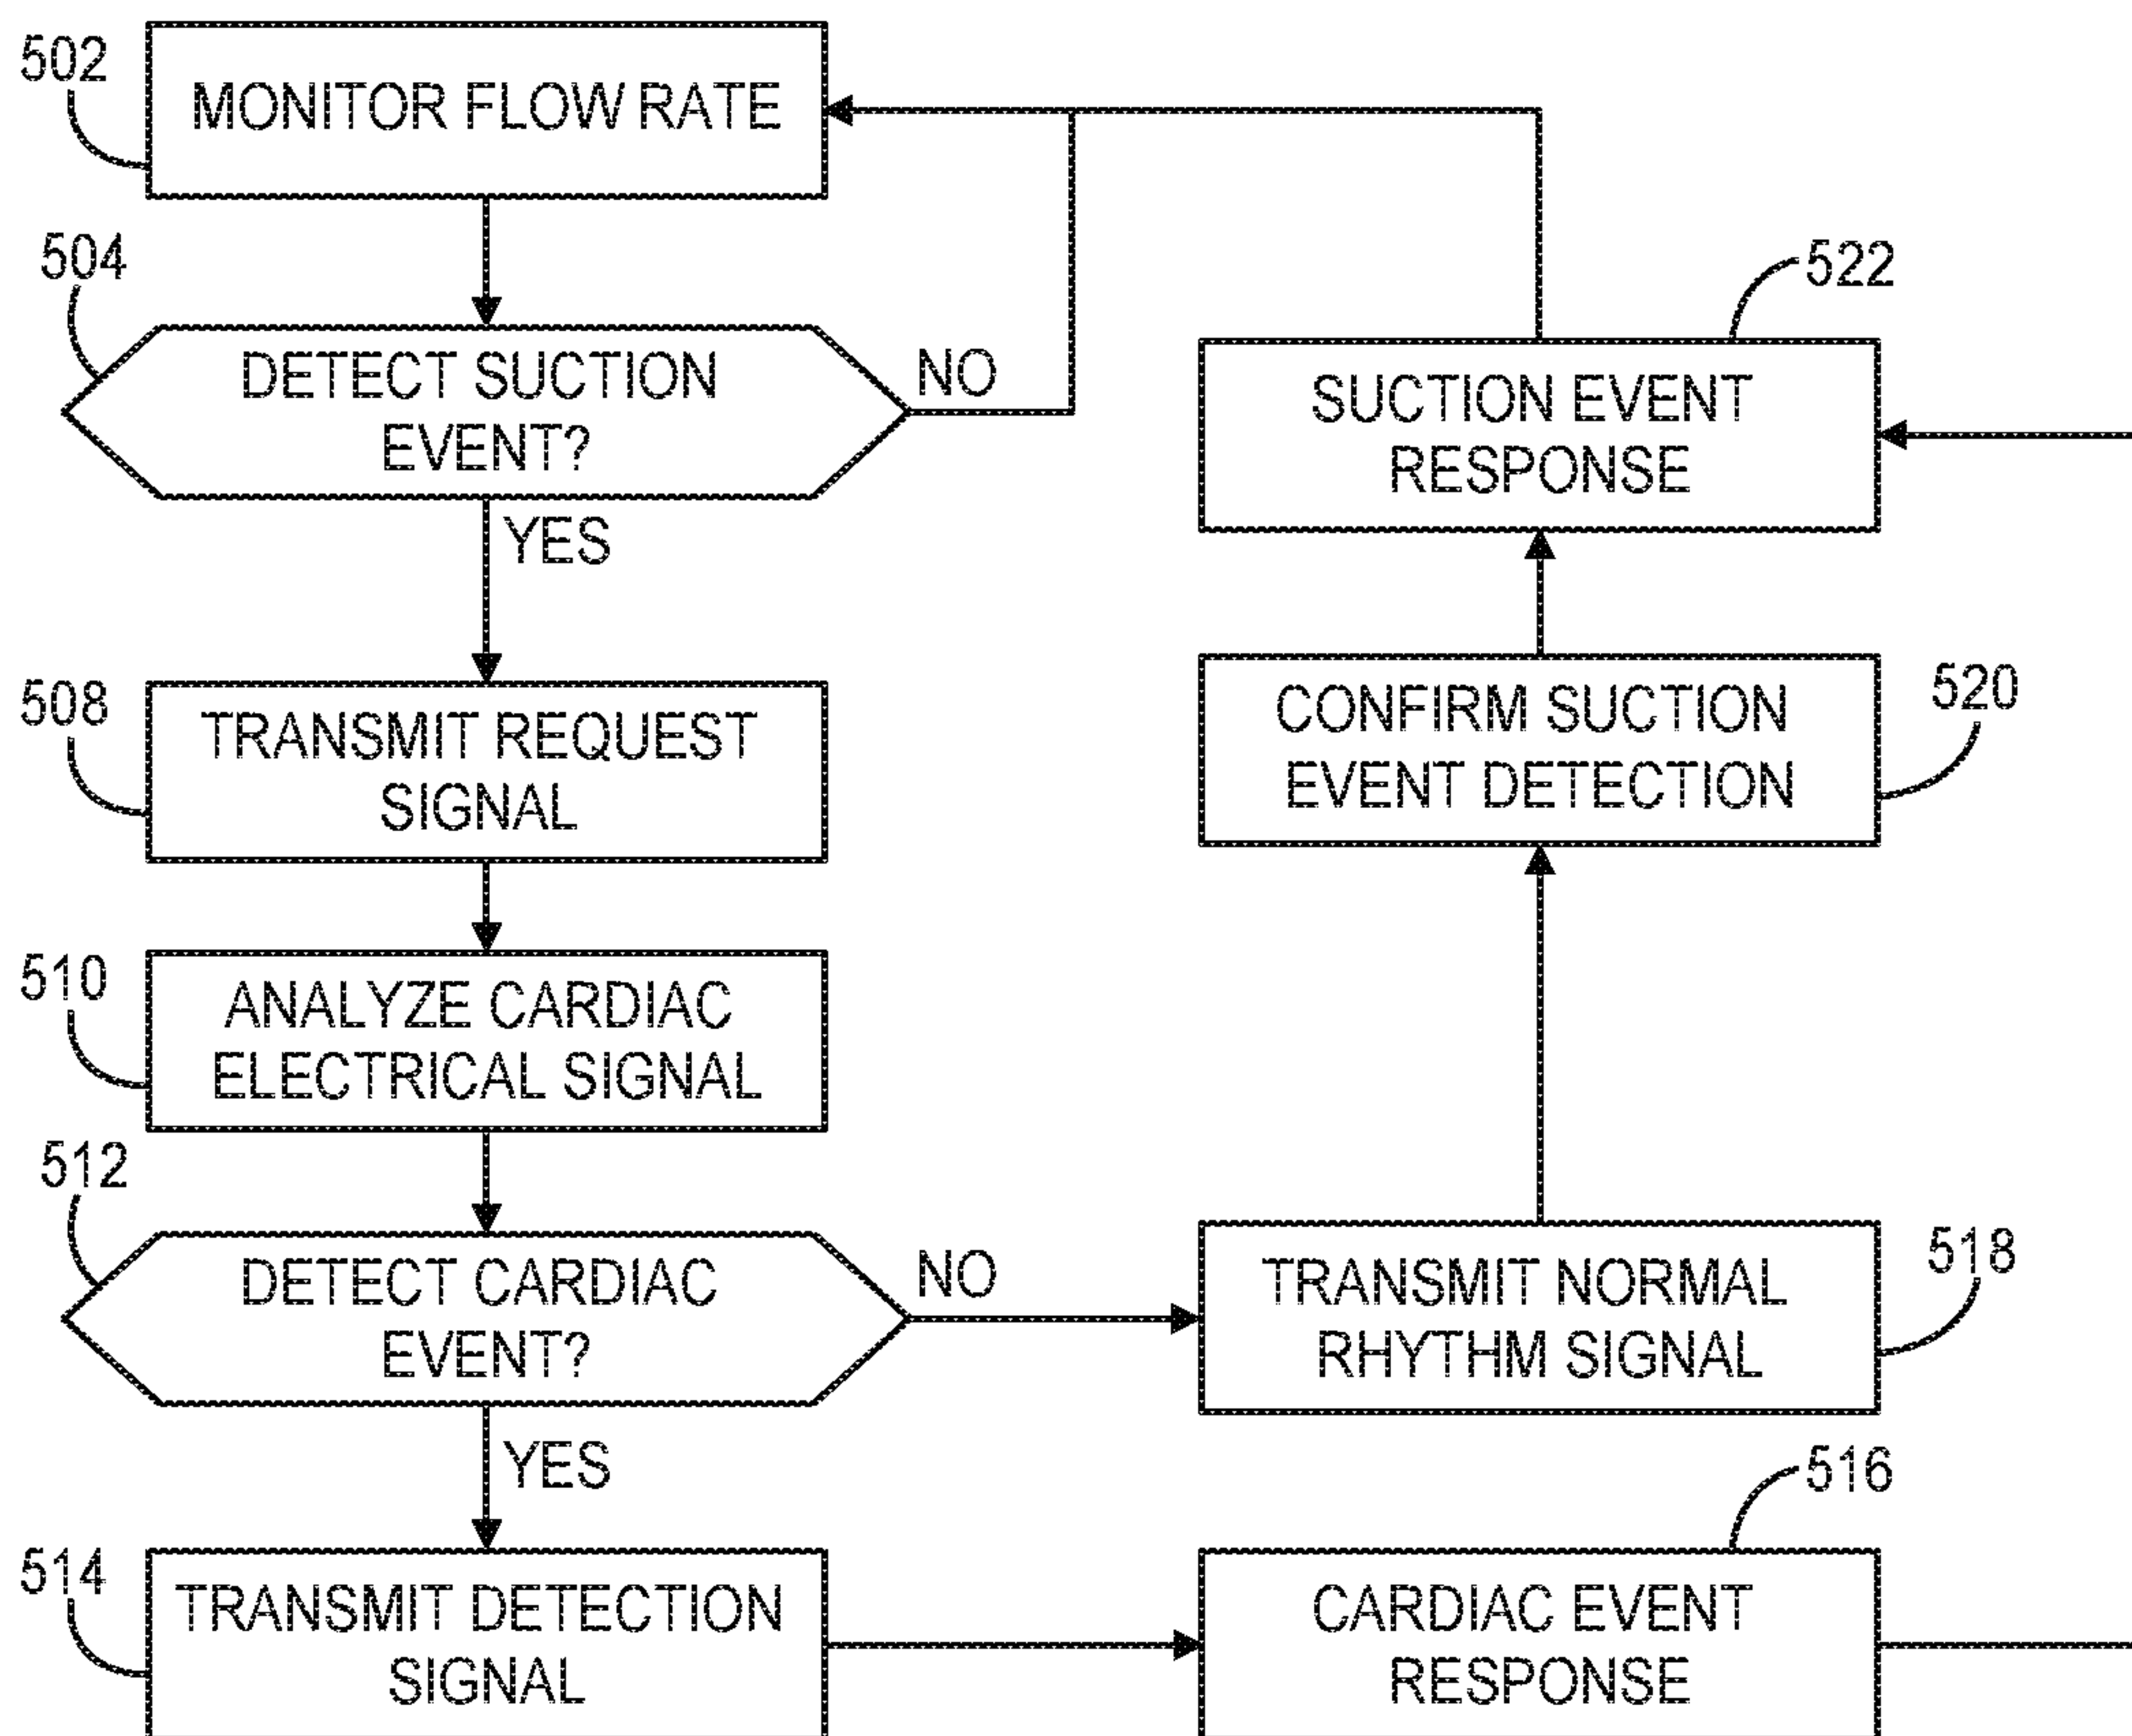 502
MONITOR FLOW RATE
504
DETECT SUCTION
EVENT?
NO
YES
522
SUCTION EVENT
RESPONSE
508
TRANSMIT REQUEST
SIGNAL
520
CONFIRM SUCTION
EVENT DETECTION
510
ANALYZE CARDIAC
ELECTRICAL SIGNAL
512
DETECT CARDIAC
EVENT?
NO
YES
518
TRANSMIT NORMAL
RHYTHM SIGNAL
514
TRANSMIT DETECTION
SIGNAL
516
CARDIAC EVENT
RESPONSE